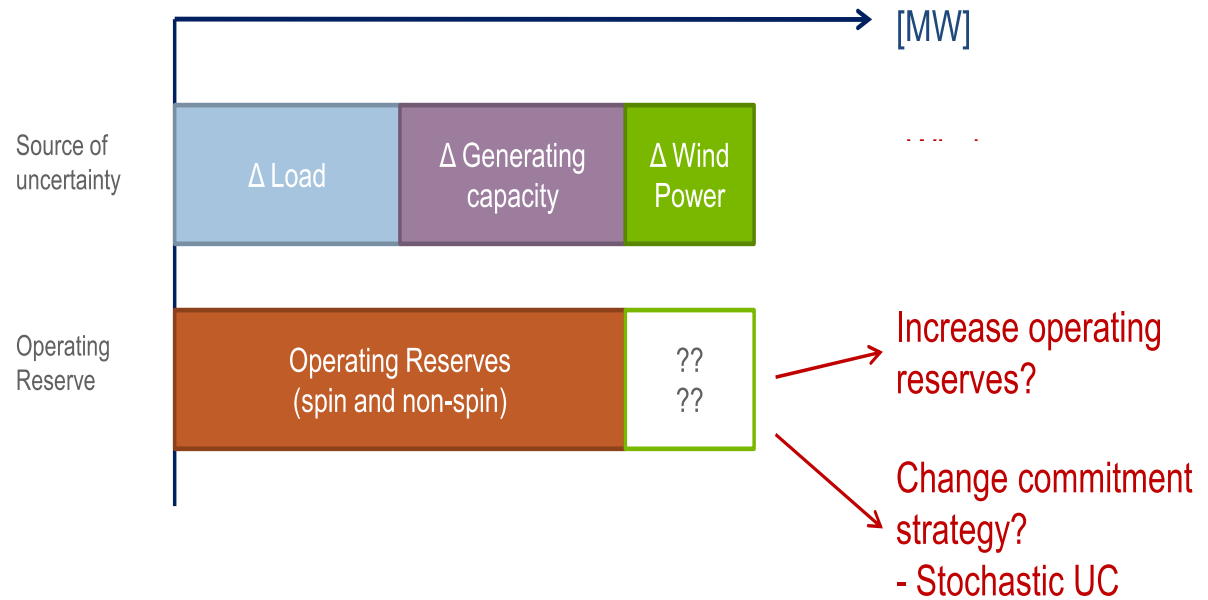 [MW]
Source of
uncertainty
Δ Load
Δ Generating
capacity
Δ Wind
Power
Operating
Reserve
Operating Reserves
(spin and non-spin)
??
??
Increase operating
reserves?
Change commitment
strategy?
- Stochastic UC